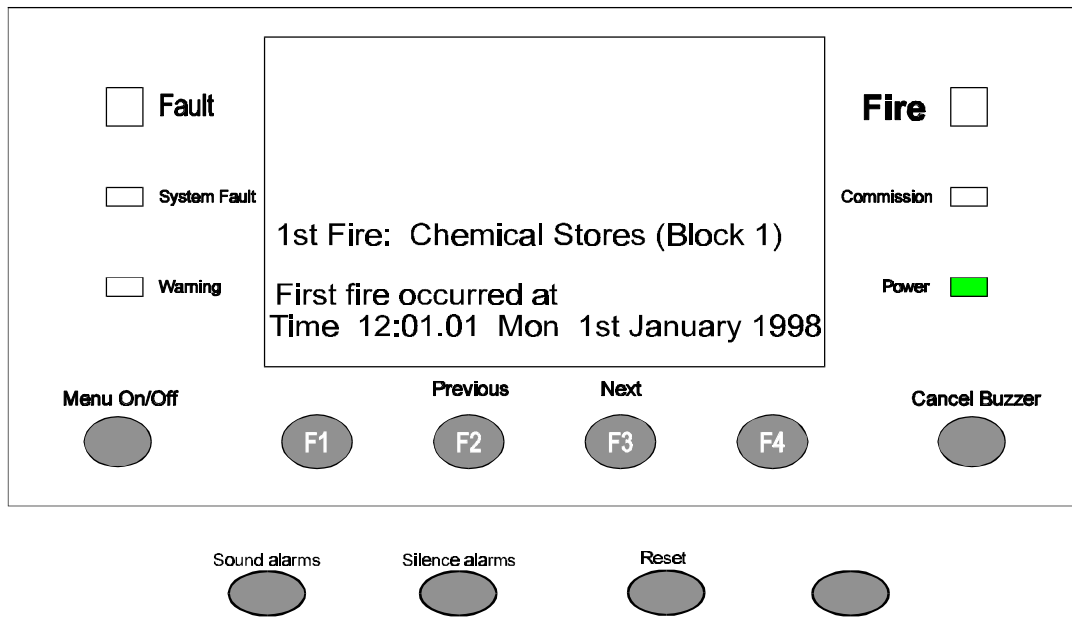 Fault
Fire
System Fault
Commission
1st Fire: Chemical Stores (Block 1)
Warning
Power
First fire occurred at
Time 12:01.01 Mon 1st January 1998
Menu On/Off
Previous
Next
Cancel Buzzer
F1
F2
F3
F4
Sound alarms
Silence alarms
Reset